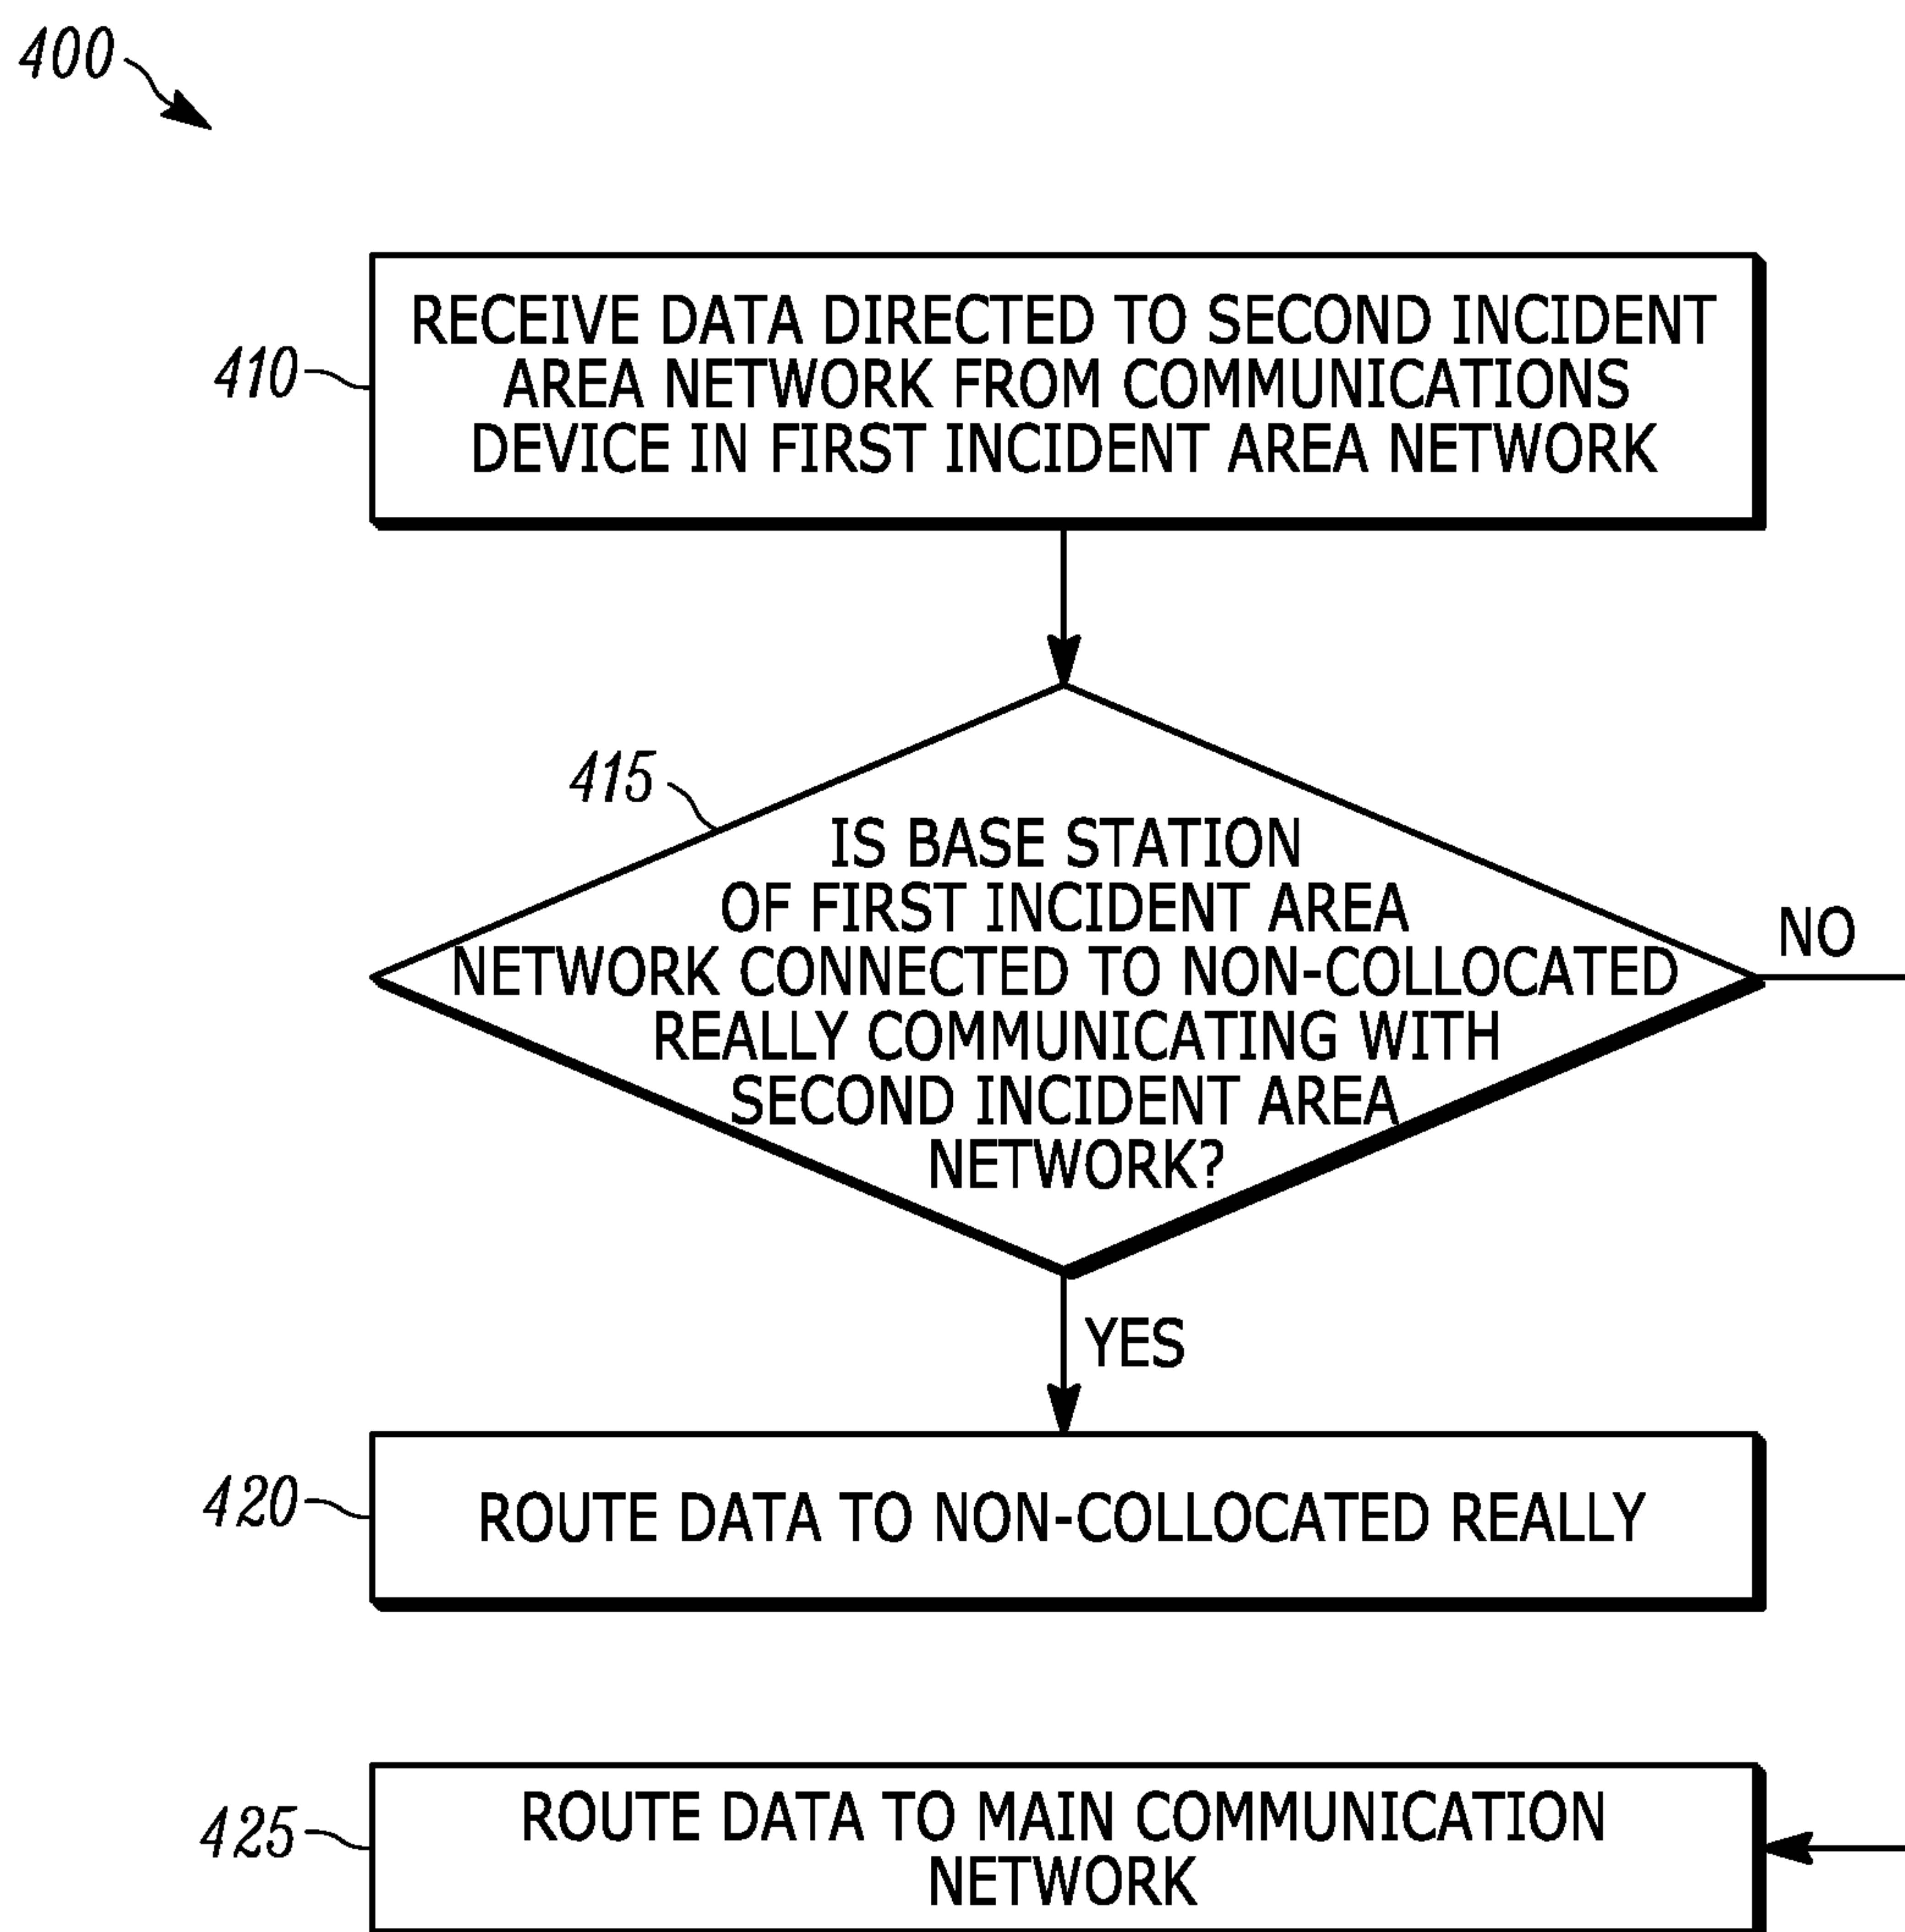 400
RECEIVE DATA DIRECTED TO SECOND INCIDENT
AREA NETWORK FROM COMMUNICATIONS
DEVICE IN FIRST INCIDENT AREA NETWORK
410
415
IS BASE STATION
OF FIRST INCIDENT AREA
NETWORK CONNECTED TO NON-COLLOCATED
REALLY COMMUNICATING WITH
SECOND INCIDENT AREA
NETWORK?
NO
YES
420
ROUTE DATA TO NON-COLLOCATED REALLY
425
ROUTE DATA TO MAIN COMMUNICATION
NETWORK